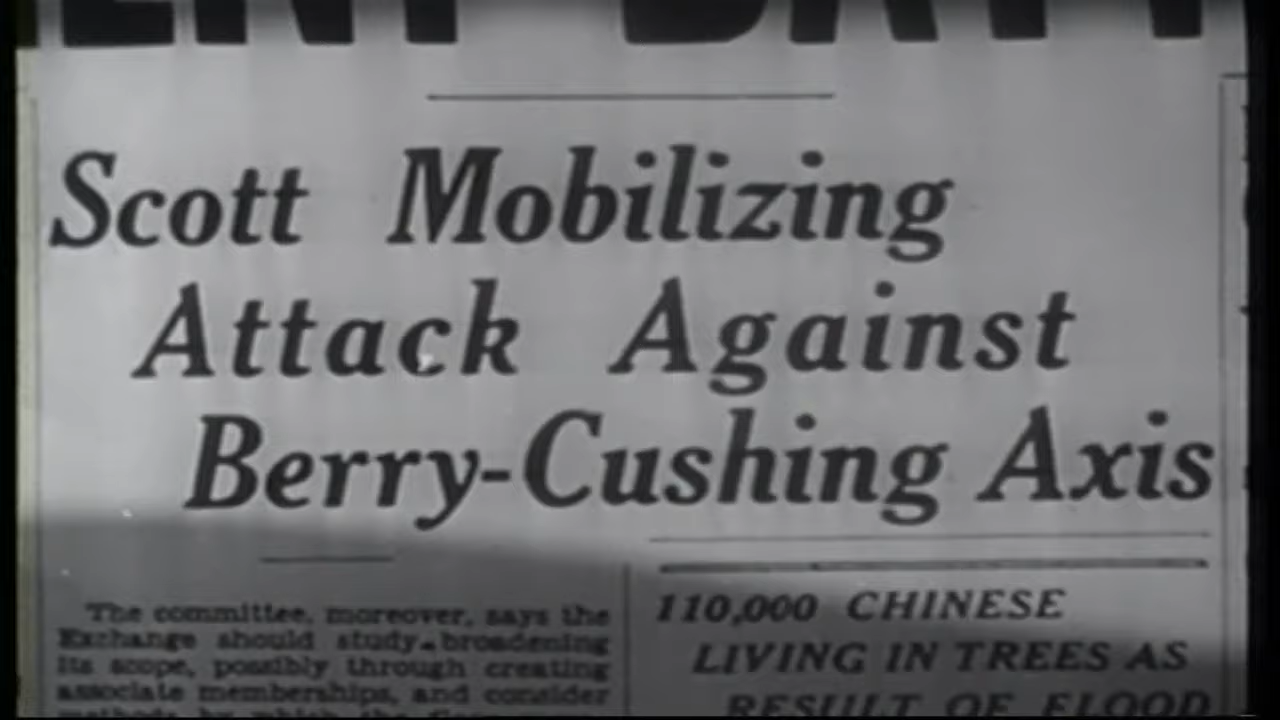 Scott Mobilizing
Attack Against
Berry-Cushing Axis
The committee, moreover, says the
Exchange should study broadening
its scope, possibly through creating
associate memberships, and consider
110,000 CHINESE
LIVING IN TREES AS
RESULT OF FLOOD